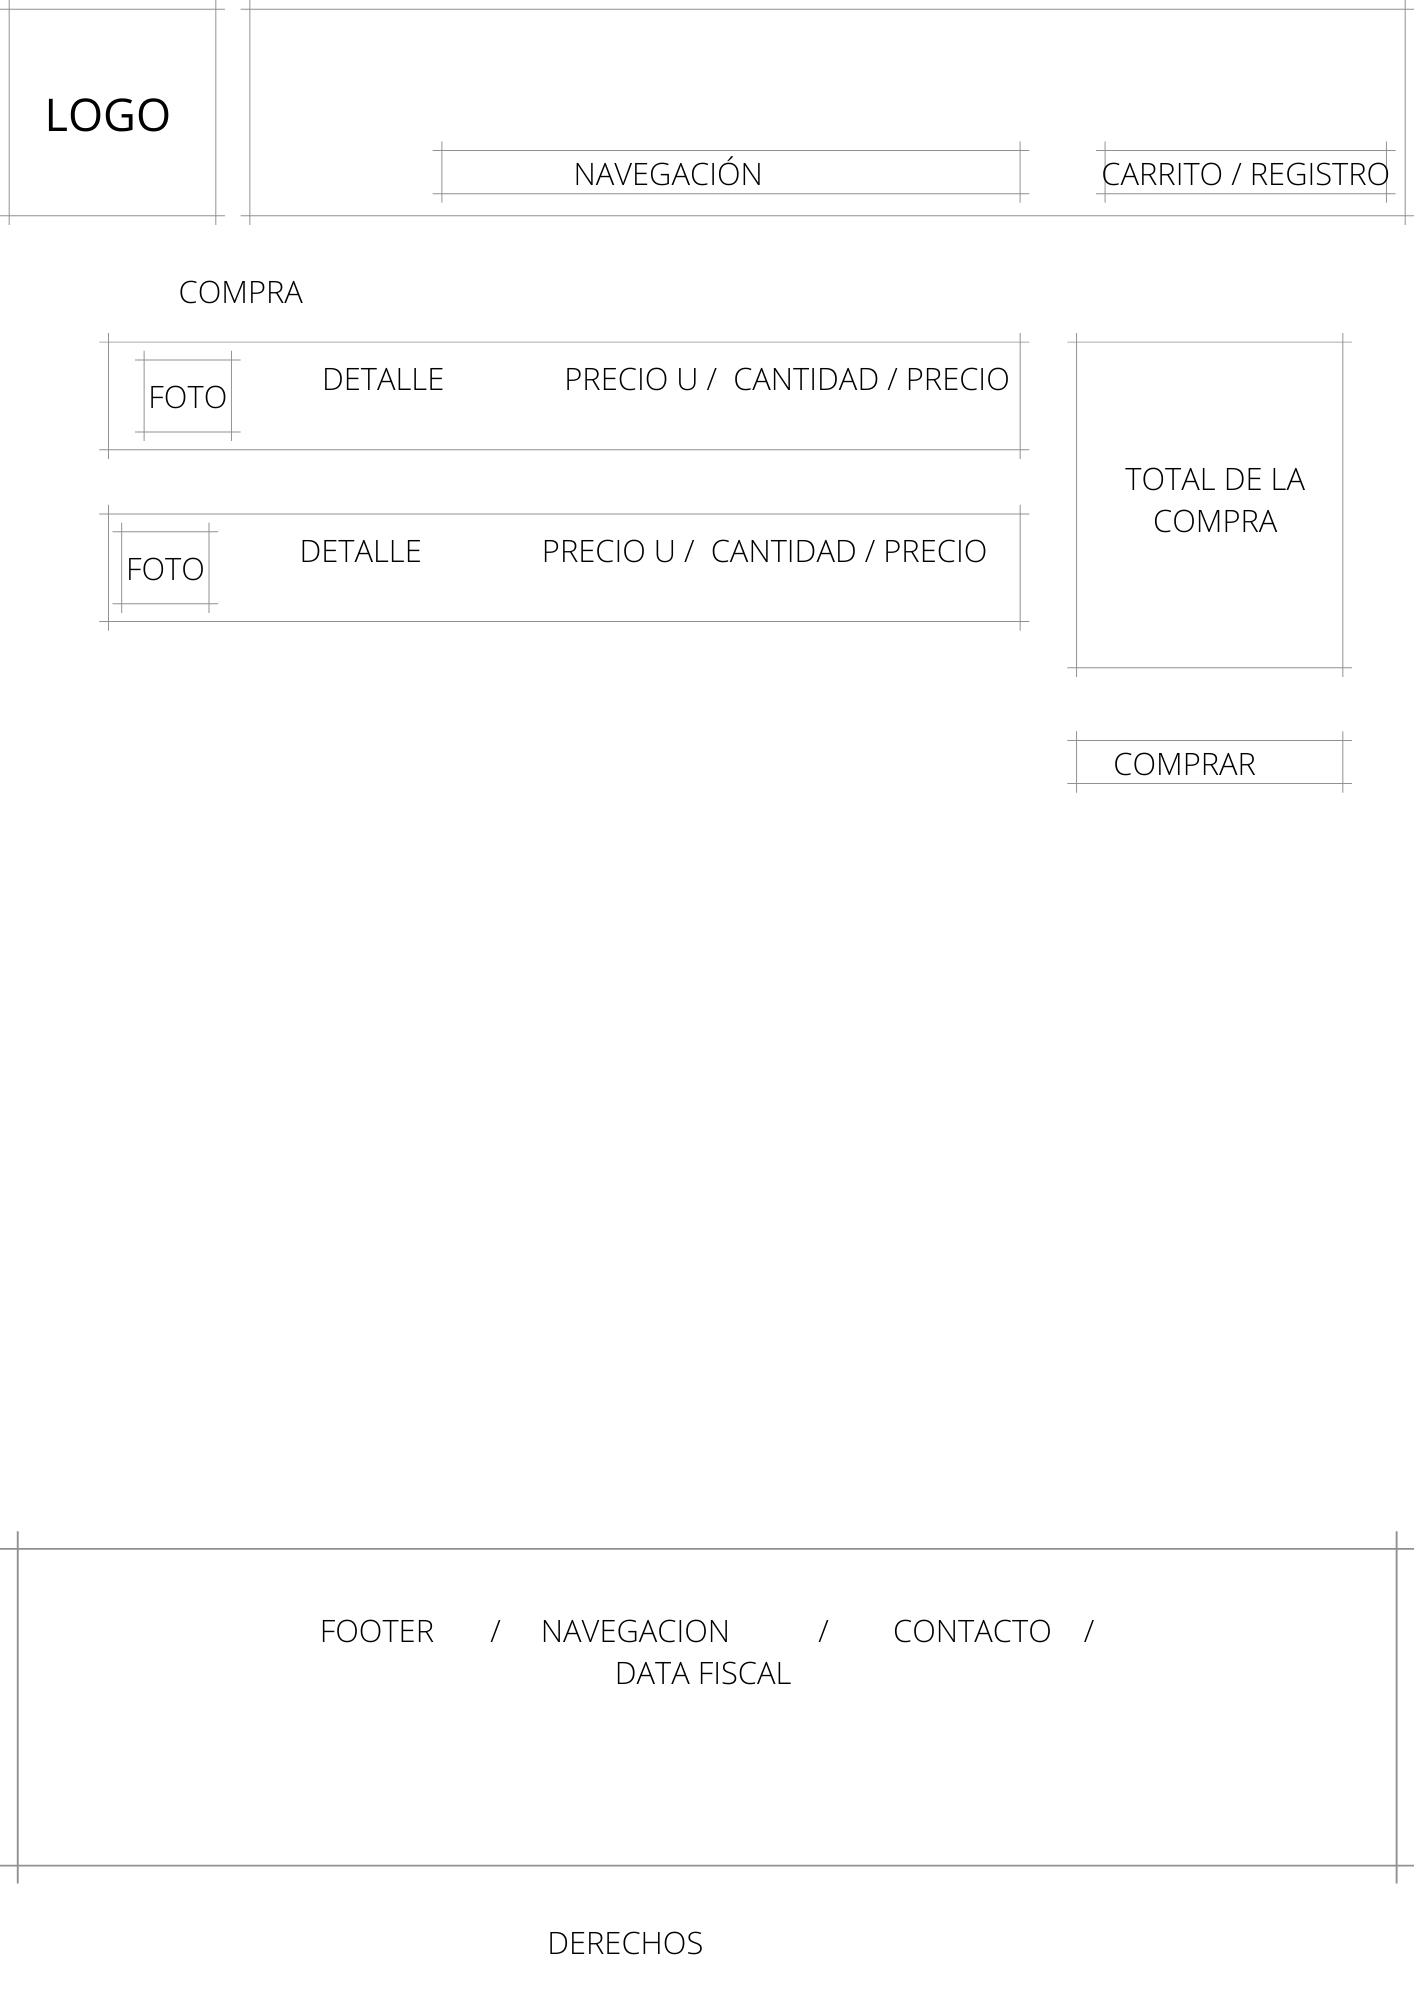 LOGO
NAVEGACIÓN
CARRITO / REGISTRO
COMPRA
FOTO
DETALLE
PRECIO U / CANTIDAD / PRECIO
FOTO
DETALLE
PRECIO U / CANTIDAD / PRECIO
TOTAL DE LA
COMPRA
COMPRAR
FOOTER / NAVEGACION / CONTACTO /
DATA FISCAL
DERECHOS